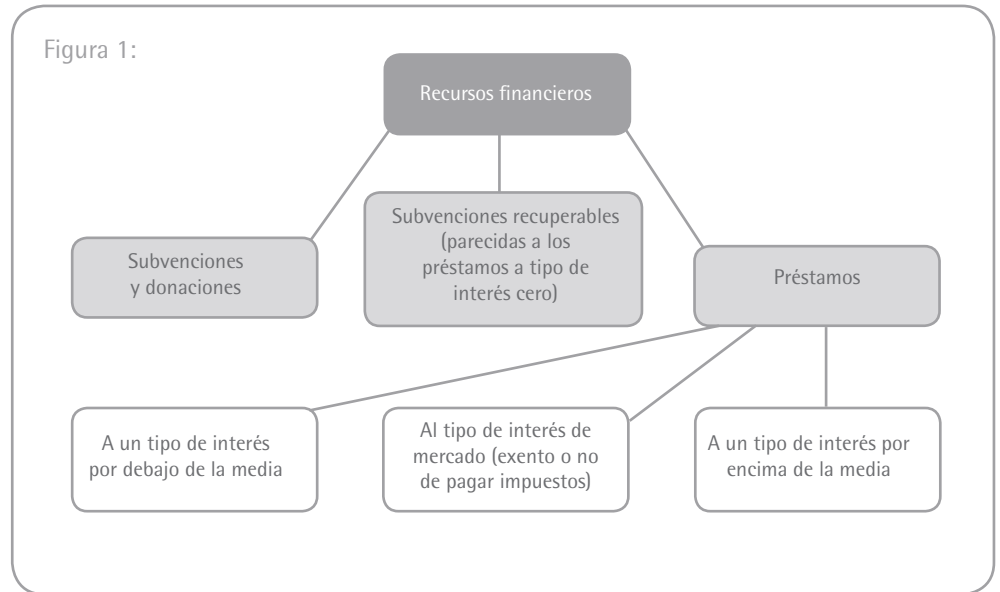 Figura 1:
Recursos financieros
Subvenciones
y donaciones
Subvenciones recuperables
(parecidas a los
préstamos a tipo de
interés cero)
Préstamos
A un tipo de interés
por debajo de la media
Al tipo de interés de
mercado (exento o no
de pagar impuestos)
A un tipo de interés por
encima de la media